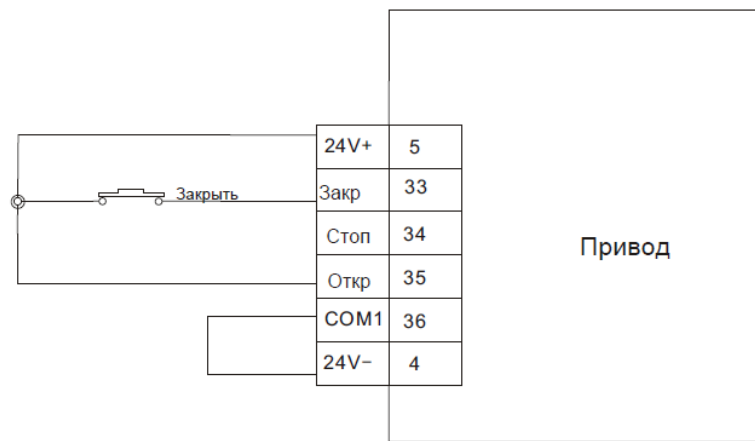 24V+ 5
Закрыть Закр 33
Стоп 34
Откр 35
Привод
COM1 36
24V− 4